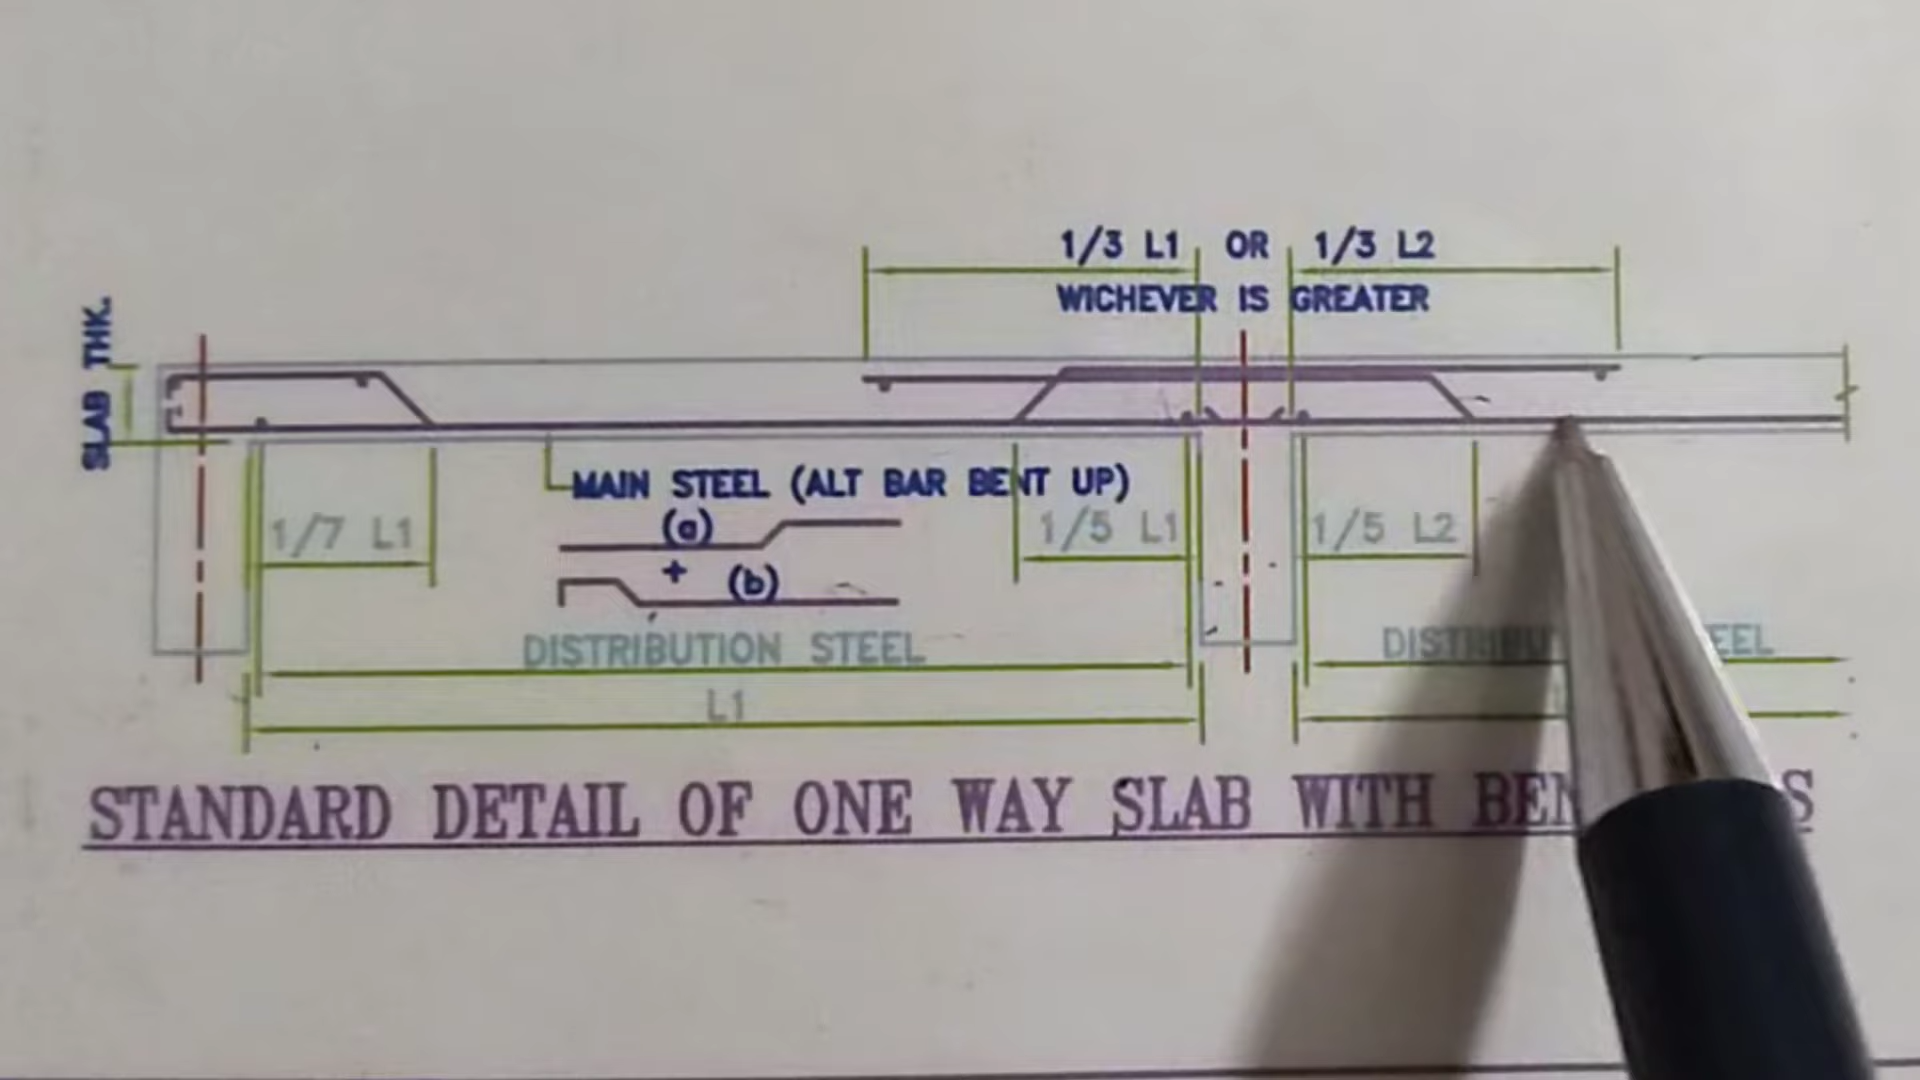 1/3 L1 OR 1/3 L2
WICHEVER IS GREATER
SLAB THK.
MAIN STEEL (ALT BAR BENT UP)
1/7 L1
(a)
1/5 L1
1/5 L2
+ (b)
DISTRIBUTION STEEL
L1
STANDARD DETAIL OF ONE WAY SLAB WITH